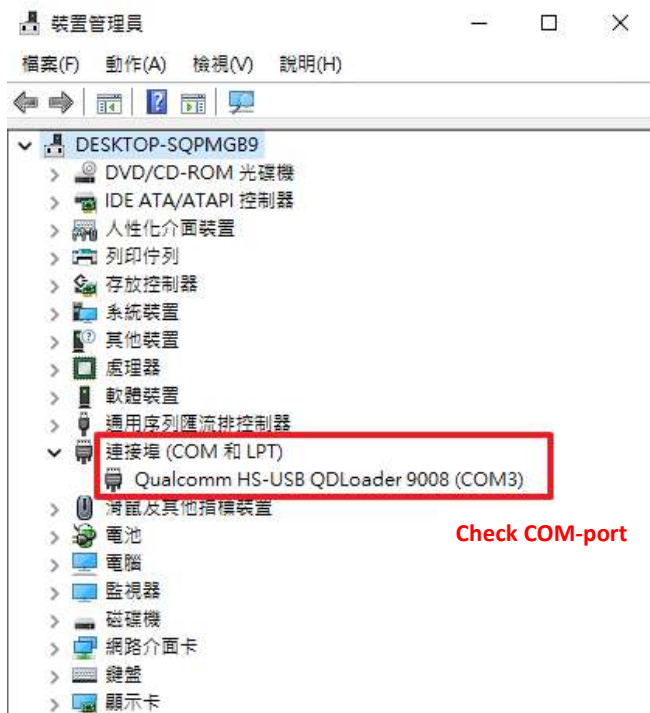 裝置管理員
檔案(F) 動作(A) 檢視(V) 說明(H)
DESKTOP-SQPMGB9
DVD/CD-ROM 光碟機
IDE ATA/ATAPI 控制器
人性化介面裝置
列印佇列
存放控制器
系統裝置
其他裝置
處理器
軟體裝置
通用序列匯流排控制器
連接埠 (COM 和 LPT)
Qualcomm HS-USB QDLoader 9008 (COM3)
滑鼠及其他指標裝置
Check COM-port
電池
電腦
監視器
磁碟機
網路介面卡
鍵盤
顯示卡